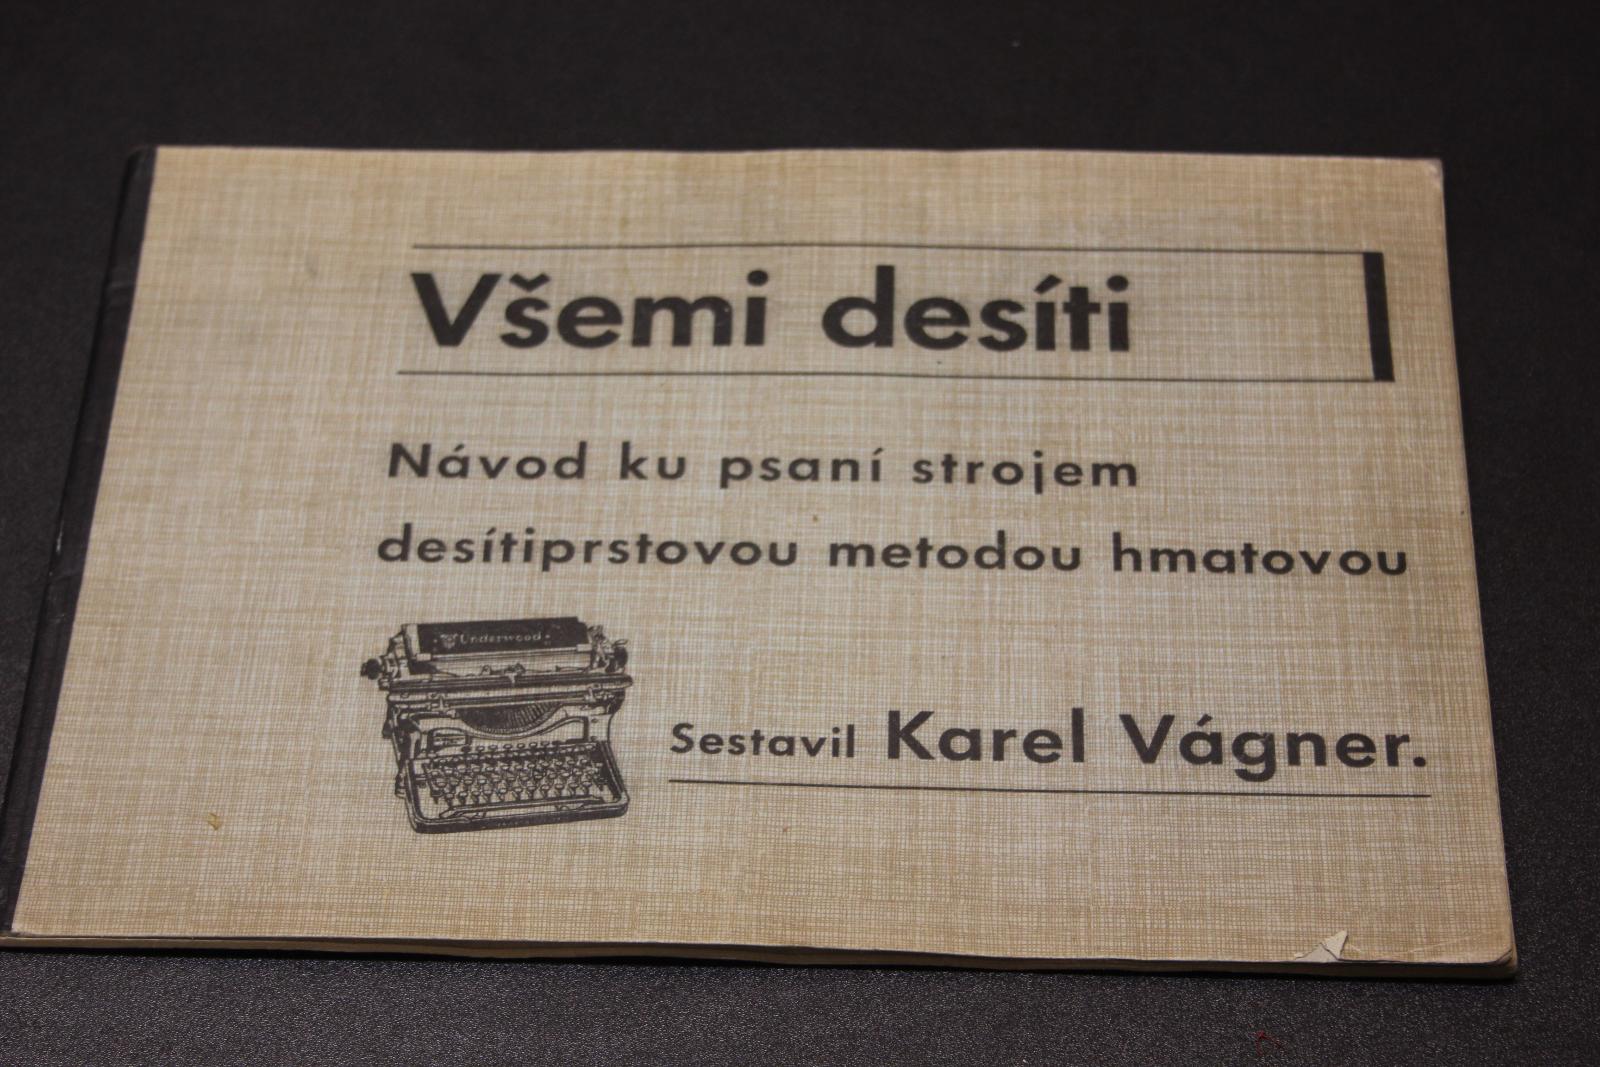 Všemi desíti
Návod ku psaní strojem
desítiprstovou metodou hmatovou
Underwood
Sestavil Karel Vágner.